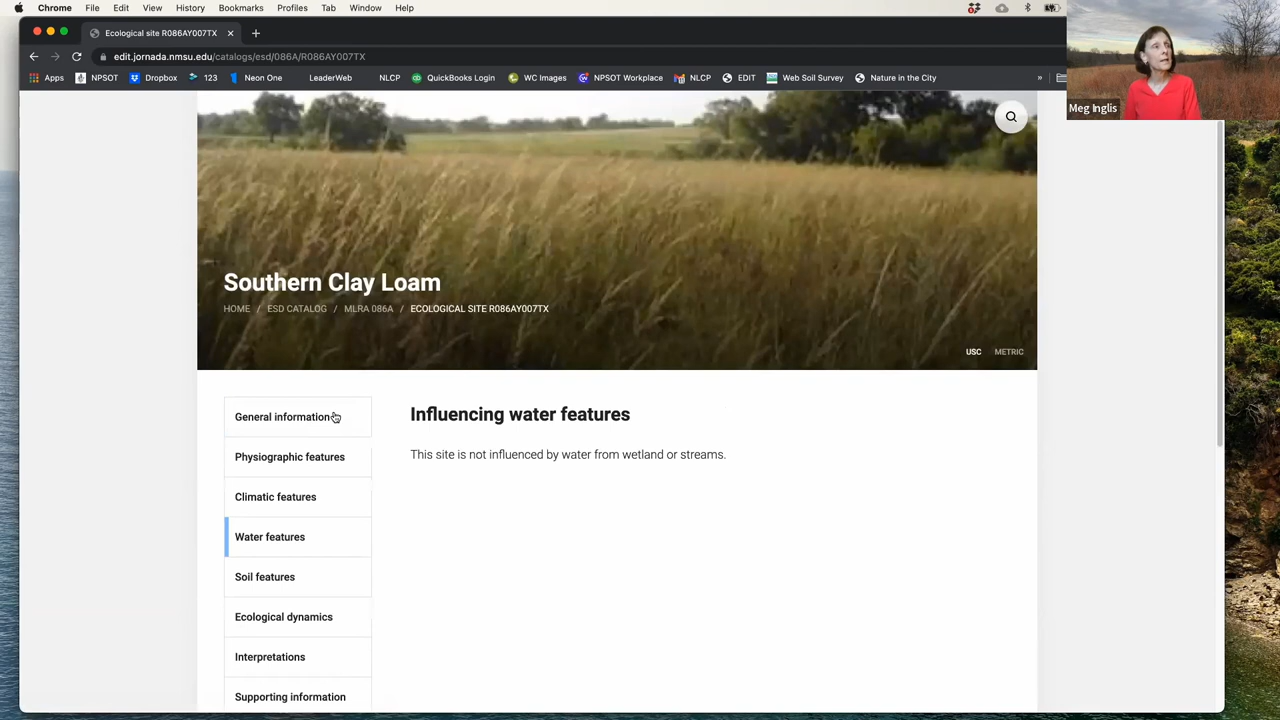 Chrome File Edit View History Bookmarks Profiles Tab Window Help
Ecological site R086AY007TX
edit.jornada.nmsu.edu/catalogs/esd/086A/R086AY007TX
Apps NPSOT Dropbox 123 Neon One LeaderWeb NLCP QuickBooks Login WC Images NPSOT Workplace NLCP EDIT Web Soil Survey Nature in the City »
Meg Inglis
Southern Clay Loam
HOME / ESD CATALOG / MLRA 086A / ECOLOGICAL SITE R086AY007TX
USC METRIC
General information
Physiographic features
Climatic features
Water features
Soil features
Ecological dynamics
Interpretations
Supporting information
Influencing water features
This site is not influenced by water from wetland or streams.